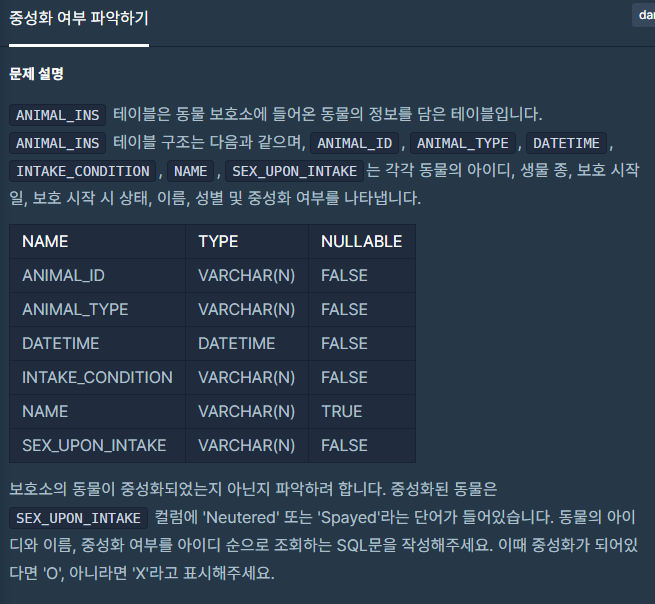 중성화 여부 파악하기
문제 설명
ANIMAL_INS 테이블은 동물 보호소에 들어온 동물의 정보를 담은 테이블입니다.
ANIMAL_INS 테이블 구조는 다음과 같으며, ANIMAL_ID , ANIMAL_TYPE , DATETIME ,
INTAKE_CONDITION , NAME , SEX_UPON_INTAKE 는 각각 동물의 아이디, 생물 종, 보호 시작
일, 보호 시작 시 상태, 이름, 성별 및 중성화 여부를 나타냅니다.
NAME TYPE NULLABLE
ANIMAL_ID VARCHAR(N) FALSE
ANIMAL_TYPE VARCHAR(N) FALSE
DATETIME DATETIME FALSE
INTAKE_CONDITION VARCHAR(N) FALSE
NAME VARCHAR(N) TRUE
SEX_UPON_INTAKE VARCHAR(N) FALSE
보호소의 동물이 중성화되었는지 아닌지 파악하려 합니다. 중성화된 동물은
SEX_UPON_INTAKE 컬럼에 'Neutered' 또는 'Spayed'라는 단어가 들어있습니다. 동물의 아이
디와 이름, 중성화 여부를 아이디 순으로 조회하는 SQL문을 작성해주세요. 이때 중성화가 되어있
다면 'O', 아니라면 'X'라고 표시해주세요.